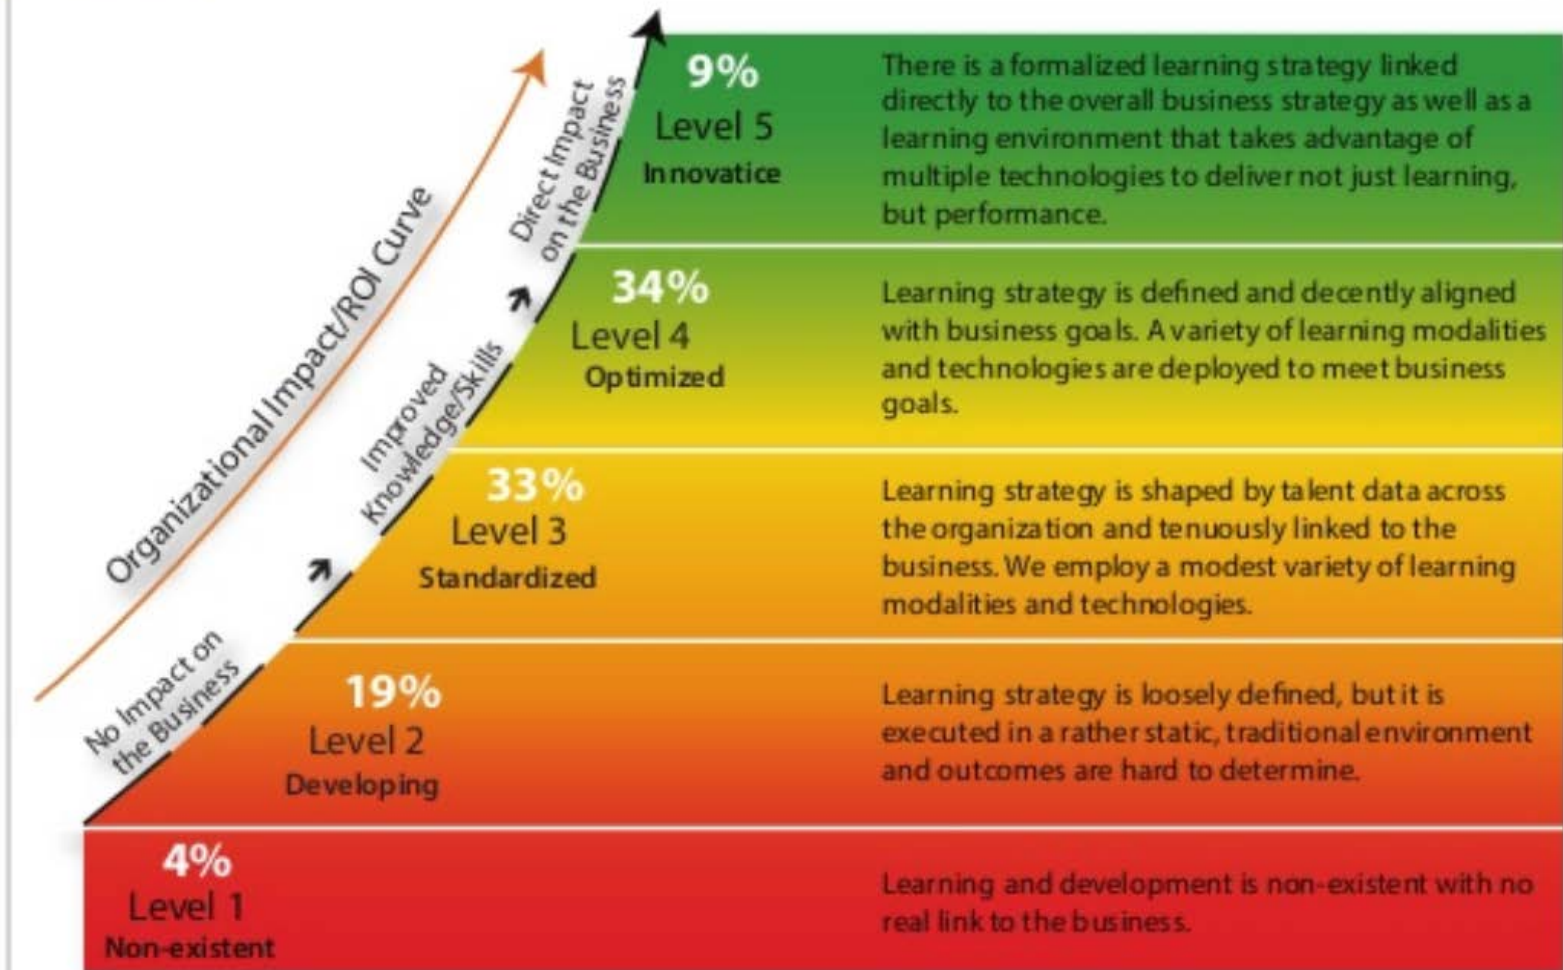 9%
Level 5
Innovatice
There is a formalized learning strategy linked
directly to the overall business strategy as well as a
learning environment that takes advantage of
multiple technologies to deliver not just learning,
but performance.
34%
Level 4
Optimized
Learning strategy is defined and decently aligned
with business goals. A variety of learning modalities
and technologies are deployed to meet business
goals.
33%
Level 3
Standardized
Learning strategy is shaped by talent data across
the organization and tenuously linked to the
business. We employ a modest variety of learning
modalities and technologies.
19%
Level 2
Developing
Learning strategy is loosely defined, but it is
executed in a rather static, traditional environment
and outcomes are hard to determine.
4%
Level 1
Non-existent
Learning and development is non-existent with no
real link to the business.
Organizational Impact/ROI Curve
No Impact on
the Business
Improved
Knowledge/Skills
Direct Impact
on the Business